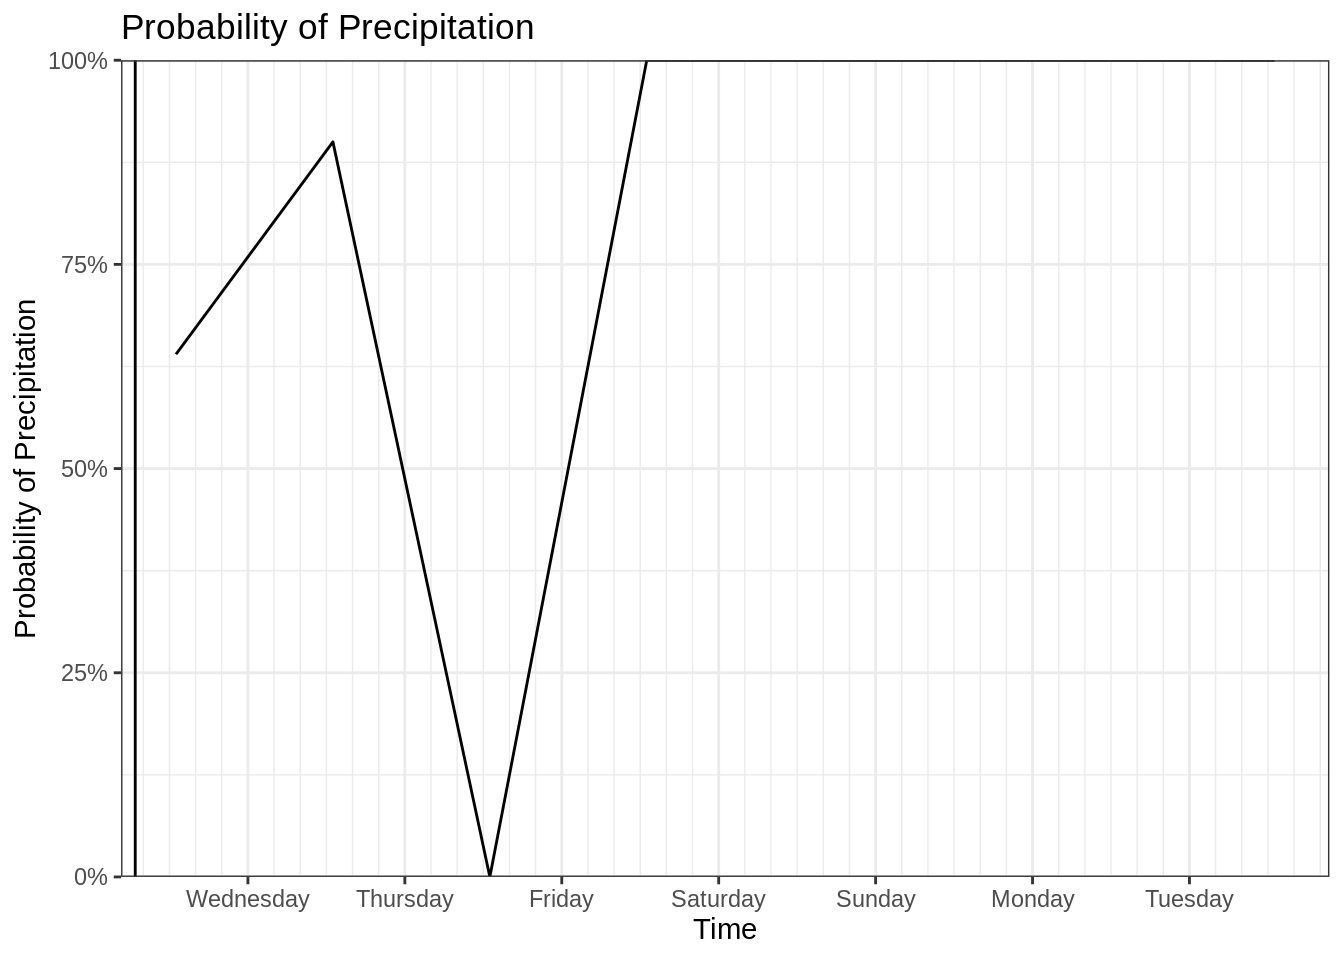 Probability of Precipitation
Probability of Precipitation
100%
75%
50%
25%
0%
Wednesday Thursday Friday Saturday Sunday Monday Tuesday
Time